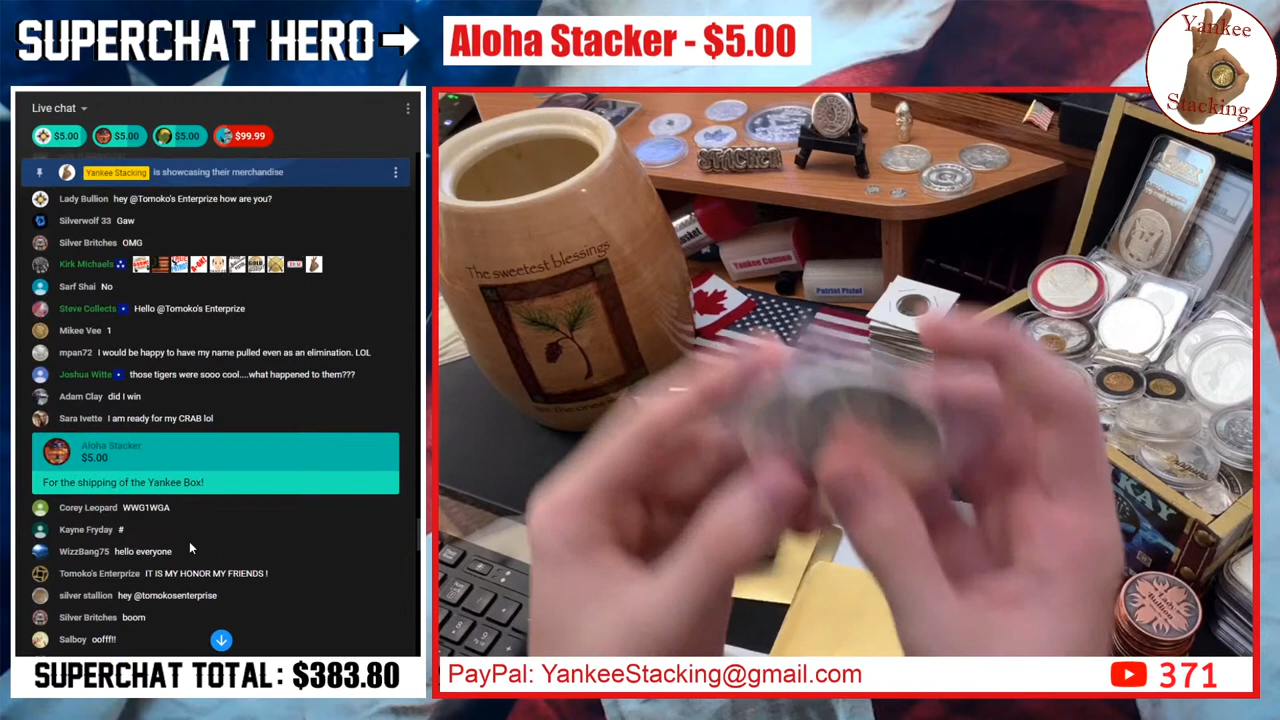 SUPERCHAT HERO
Aloha Stacker - $5.00
Yankee
Stacking
Live chat
$5.00 $5.00 $5.00 $99.99
Yankee Stacking is showcasing their merchandise
Lady Bullion hey @Tomoko's Enterprize how are you?
Silverwolf 33 Gaw
Silver Britches OMG
Kirk Michaels
Sarf Shai No
Steve Collects Hello @Tomoko's Enterprize
Mikee Vee 1
mpan72 I would be happy to have my name pulled even as an elimination. LOL
Joshua Witte those tigers were sooo cool....what happened to them???
Adam Clay did I win
Sara Ivette I am ready for my CRAB lol
Aloha Stacker
$5.00
For the shipping of the Yankee Box!
Corey Leopard WWG1WGA
Kayne Fryday #
WizzBang75 hello everyone
Tomoko's Enterprize IT IS MY HONOR MY FRIENDS !
silver stallion hey @tomokosenterprise
Silver Britches boom
Salboy oofff!!
SUPERCHAT TOTAL: $383.80
The sweetest blessings
STACKER
Yankee Cannon
Patriot Pistol
Lady
Bullion
PayPal: YankeeStacking@gmail.com
371